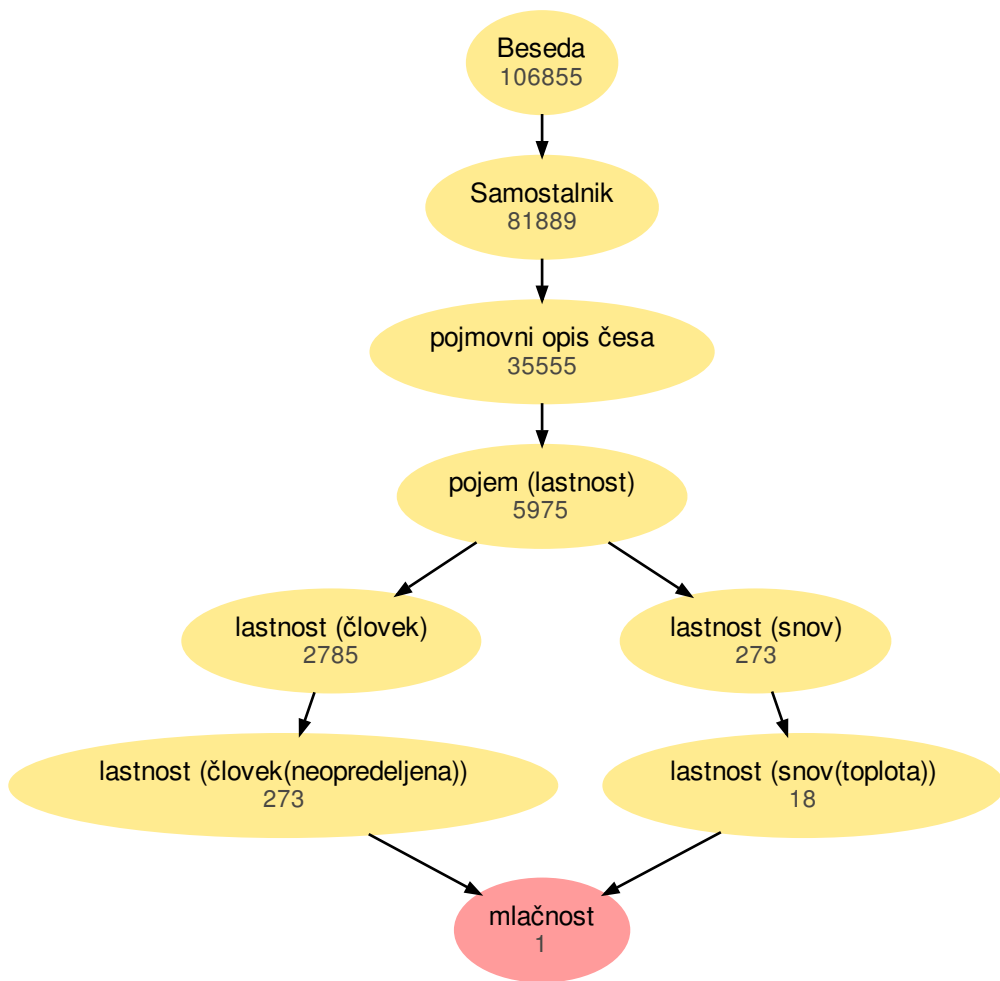 Beseda
106855
Samostalnik
81889
pojmovni opis česa
35555
pojem (lastnost)
5975
lastnost (človek)
2785
lastnost (snov)
273
lastnost (človek(neopredeljena))
273
lastnost (snov(toplota))
18
mlačnost
1